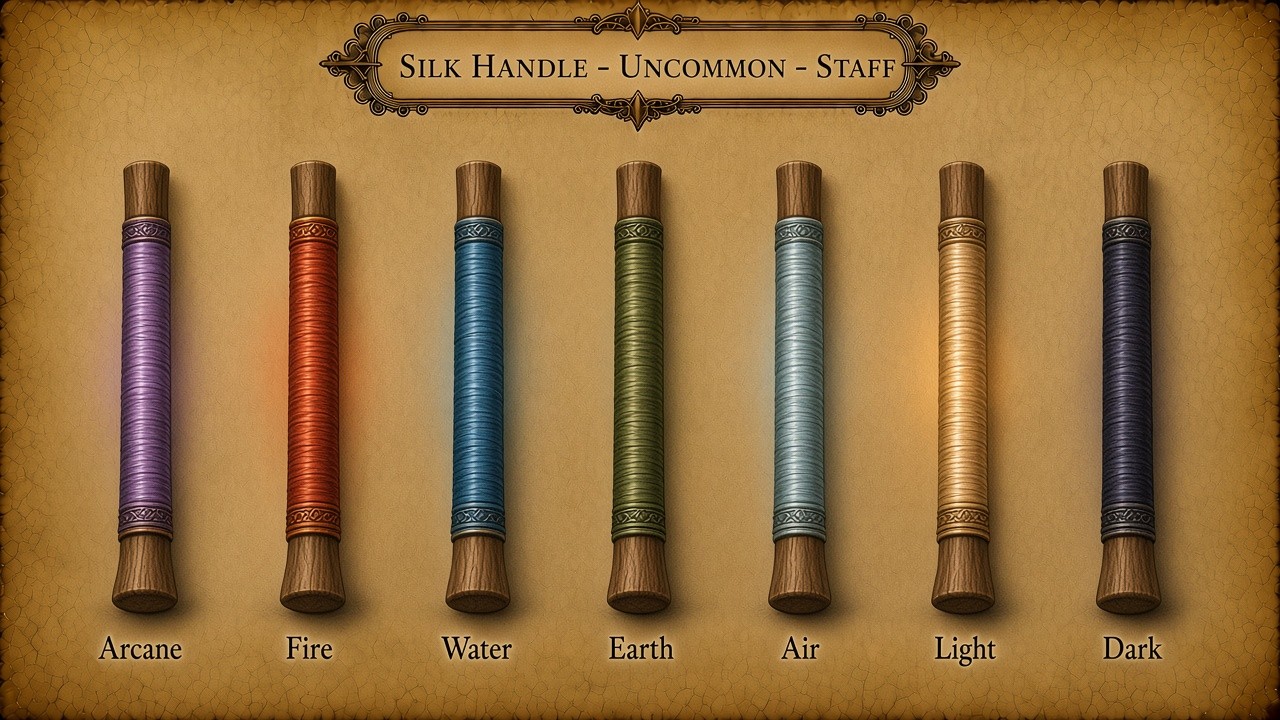 Silk Handle – Uncommon – Staff
Arcane Fire Water Earth Air Light Dark